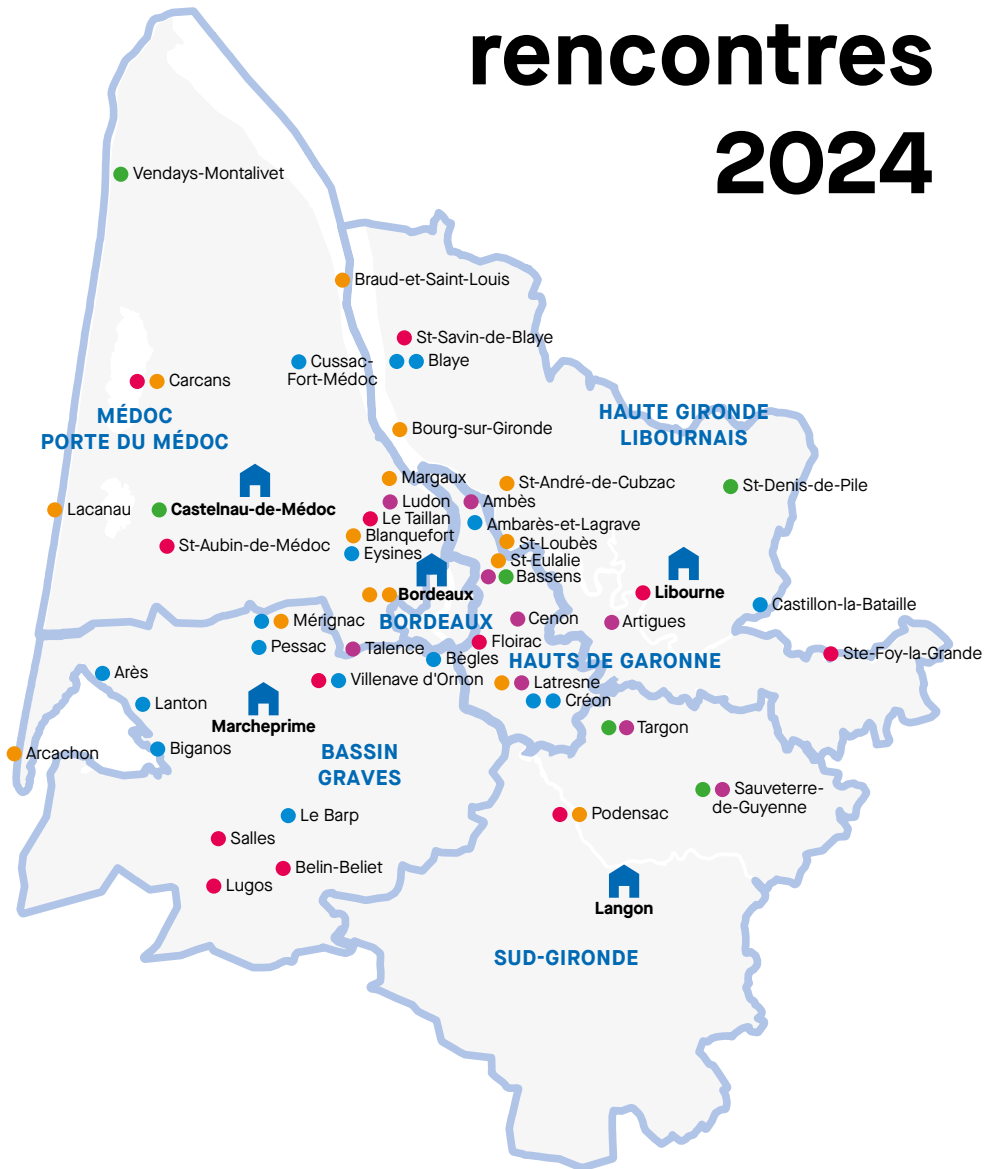 rencontres
2024
Vendays-Montalivet
Braud-et-Saint-Louis
St-Savin-de-Blaye
Cussac-
Fort-Médoc
Blaye
Carcans
MÉDOC
PORTE DU MÉDOC
HAUTE GIRONDE
LIBOURNAIS
Bourg-sur-Gironde
Margaux
St-André-de-Cubzac
St-Denis-de-Pile
Ludon
Ambès
Lacanau
Castelnau-de-Médoc
Le Taillan
Ambarès-et-Lagrave
Blanquefort
St-Loubès
St-Aubin-de-Médoc
Eysines
St-Eulalie
Bassens
Bordeaux
Libourne
Castillon-la-Bataille
Mérignac
BORDEAUX
Cenon
Artigues
Pessac
Talence
Floirac
Bègles
HAUTS DE GARONNE
Ste-Foy-la-Grande
Arès
Villenave d'Ornon
Latresne
Lanton
Créon
Marcheprime
Targon
Biganos
Arcachon
BASSIN
GRAVES
Sauveterre-
de-Guyenne
Le Barp
Podensac
Salles
Belin-Beliet
Lugos
Langon
SUD-GIRONDE